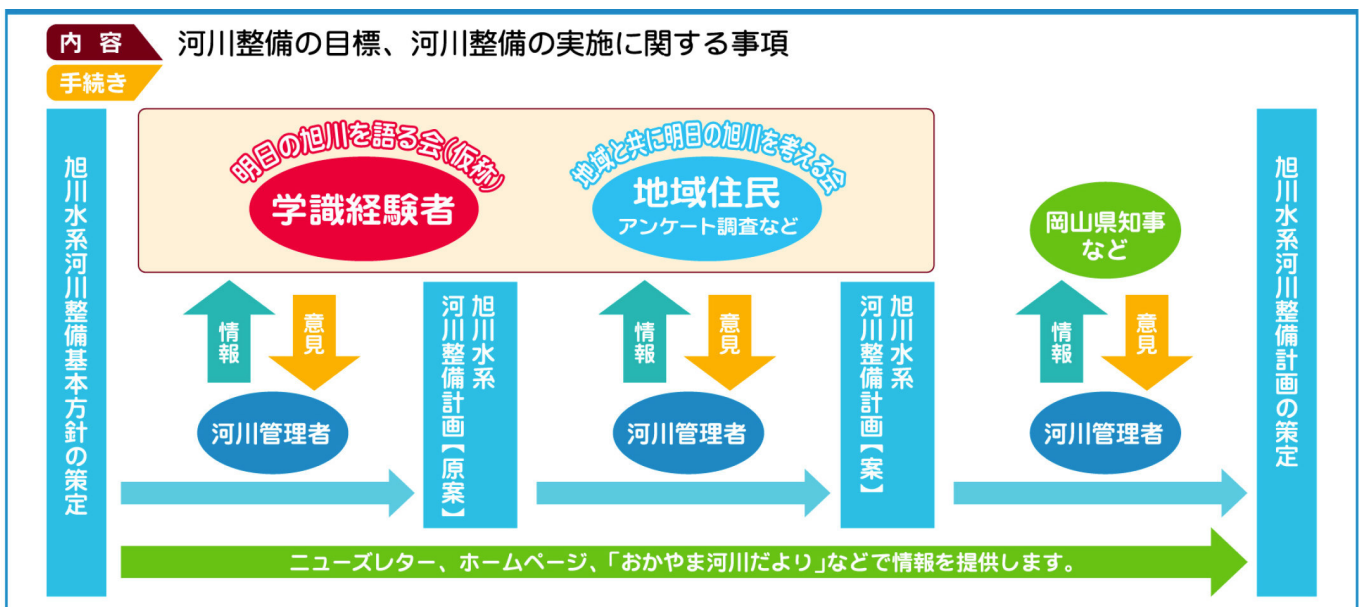 内容
河川整備の目標、河川整備の実施に関する事項
手続き
旭川水系河川整備基本方針の策定
明日の旭川を語る会(仮称)
学識経験者
情報
意見
河川管理者
旭川水系
河川整備計画【原案】
地域と共に明日の旭川を考える会
地域住民
アンケート調査など
情報
意見
河川管理者
旭川水系
河川整備計画【案】
岡山県知事
など
情報
意見
河川管理者
旭川水系河川整備計画の策定
ニューズレター、ホームページ、「おかやま河川だより」などで情報を提供します。